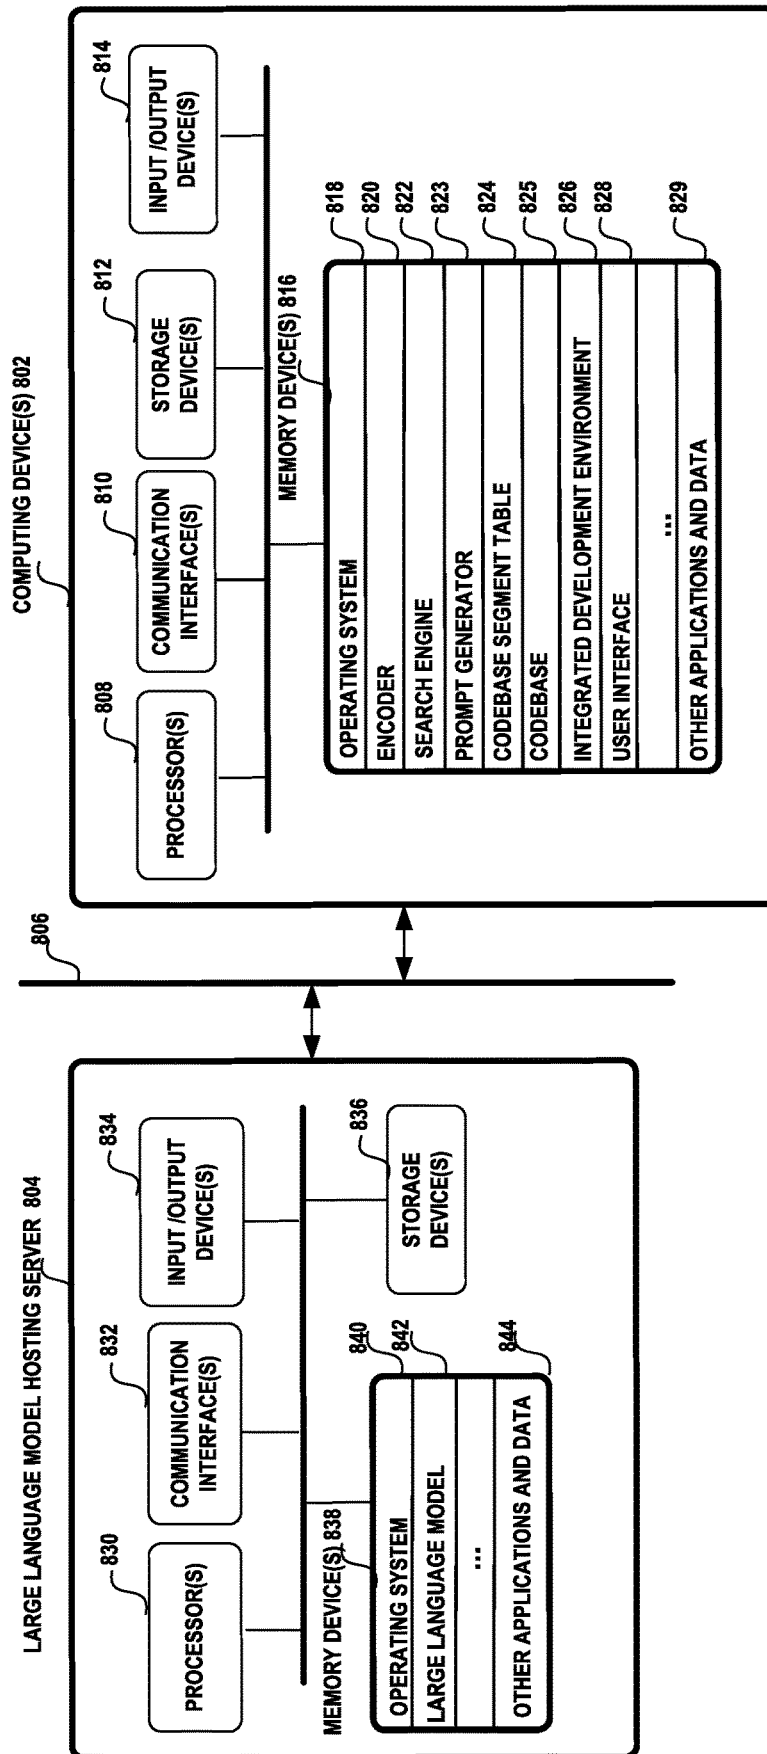 LARGE LANGUAGE MODEL HOSTING SERVER 804
PROCESSOR(S)
830
COMMUNICATION
INTERFACE(S)
832
INPUT /OUTPUT
DEVICE(S)
834
MEMORY DEVICE(S) 838
OPERATING SYSTEM
840
LARGE LANGUAGE MODEL
842
...
OTHER APPLICATIONS AND DATA
844
STORAGE
DEVICE(S)
836
806
COMPUTING DEVICE(S) 802
PROCESSOR(S)
808
COMMUNICATION
INTERFACE(S)
810
STORAGE
DEVICE(S)
812
INPUT /OUTPUT
DEVICE(S)
814
MEMORY DEVICE(S) 816
OPERATING SYSTEM
818
ENCODER
820
SEARCH ENGINE
822
PROMPT GENERATOR
823
CODEBASE SEGMENT TABLE
824
CODEBASE
825
INTEGRATED DEVELOPMENT ENVIRONMENT
826
USER INTERFACE
828
...
OTHER APPLICATIONS AND DATA
829